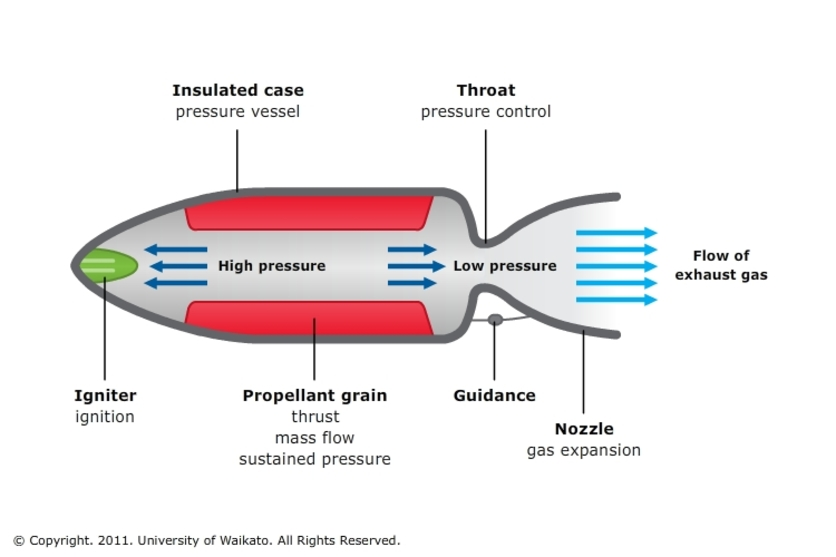 Insulated case
pressure vessel
Throat
pressure control
High pressure
Low pressure
Flow of
exhaust gas
Igniter
ignition
Propellant grain
thrust
mass flow
sustained pressure
Guidance
Nozzle
gas expansion
© Copyright. 2011. University of Waikato. All Rights Reserved.